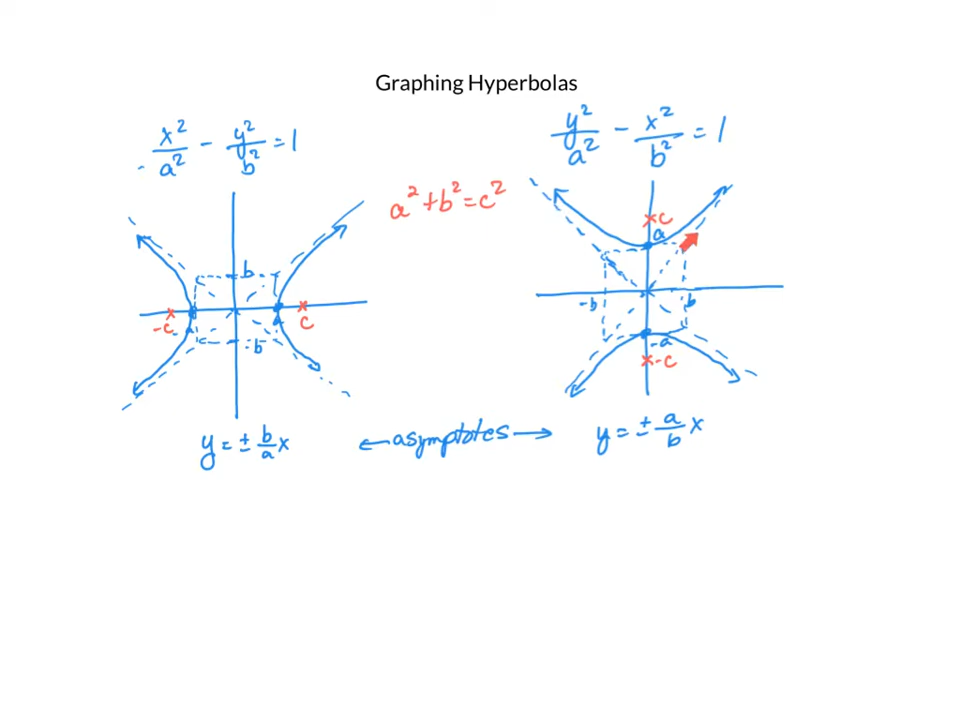 Graphing Hyperbolas
x²/a² - y²/b² = 1
y²/a² - x²/b² = 1
a² + b² = c²
b
-c
-a
a
c
-b
c
a
-b
b
-a
-c
y = ± b/a x
← asymptotes →
y = ± a/b x